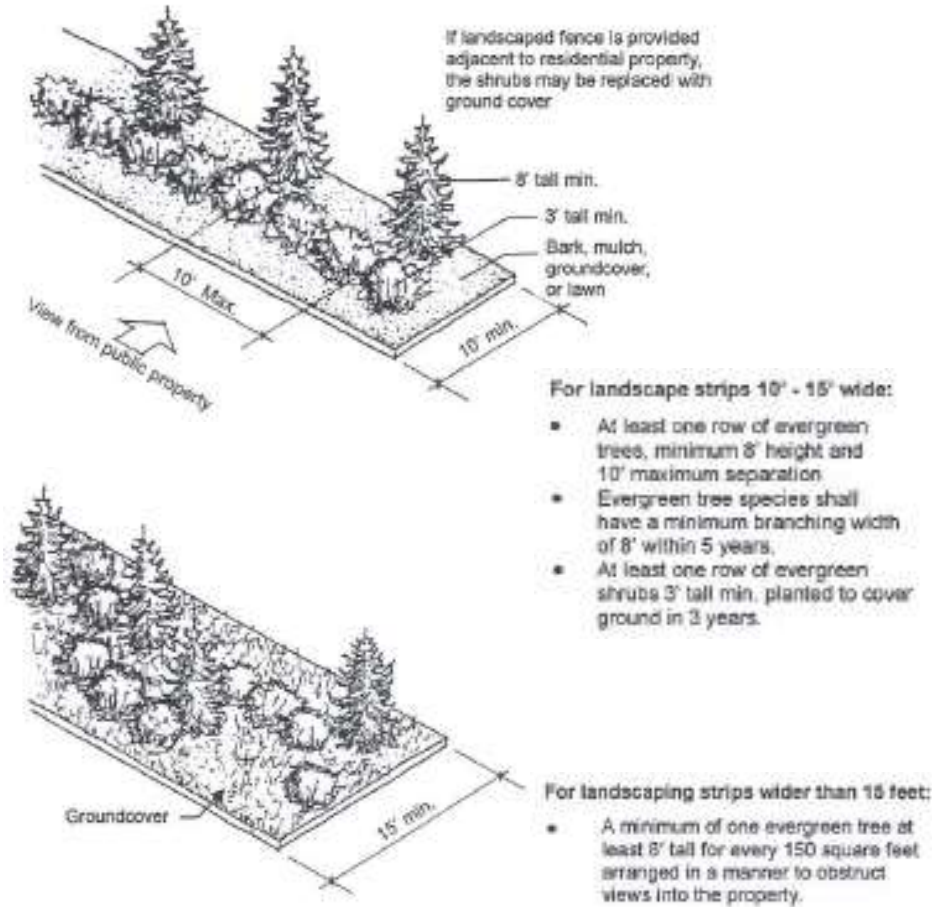 If landscaped fence is provided
adjacent to residential property,
the shrubs may be replaced with
ground cover
8' tall min.
3' tall min.
Bark, mulch,
groundcover,
or lawn
10' Max.
10' min.
View from public property
For landscape strips 10' - 15' wide:
• At least one row of evergreen
trees, minimum 8' height and
10' maximum separation
• Evergreen tree species shall
have a minimum branching width
of 8' within 5 years.
• At least one row of evergreen
shrubs 3' tall min. planted to cover
ground in 3 years.
Groundcover
15' min.
For landscaping strips wider than 15 feet:
• A minimum of one evergreen tree at
least 8' tall for every 150 square feet
arranged in a manner to obstruct
views into the property.